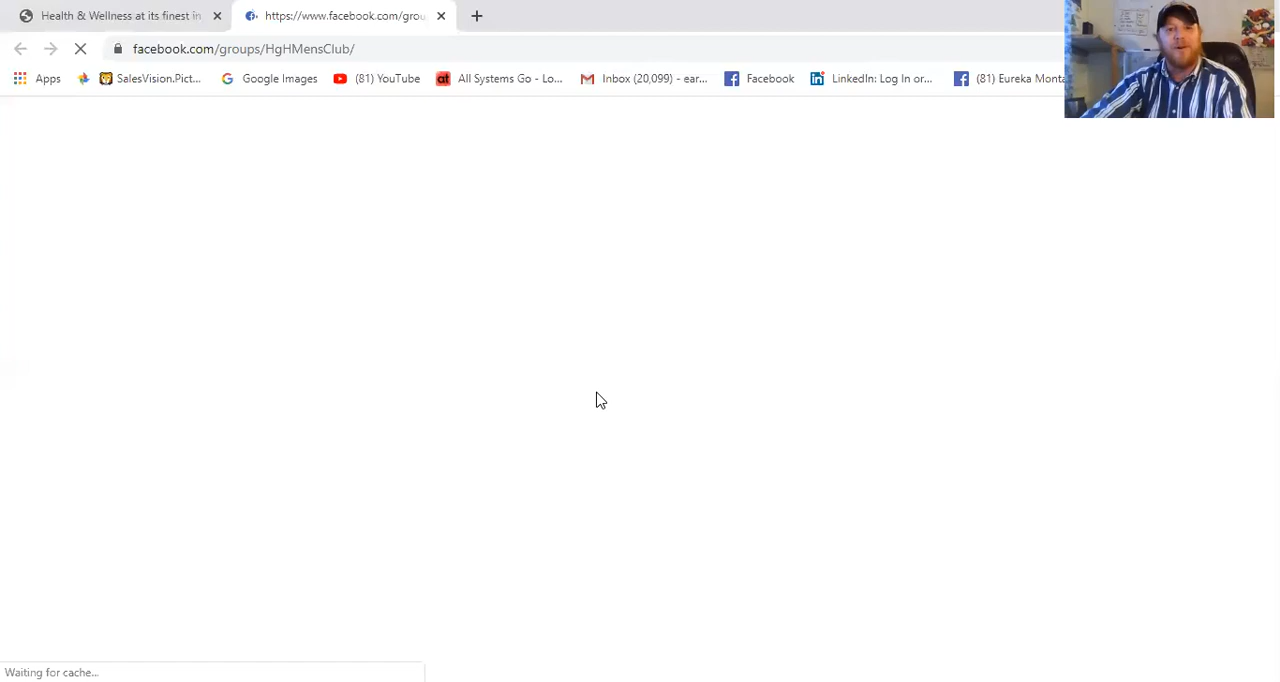 Health & Wellness at its finest in
https://www.facebook.com/grou
facebook.com/groups/HgHMensClub/
Apps
SalesVision.Pict...
Google Images
(81) YouTube
at
All Systems Go - Lo...
Inbox (20,099) - ear...
Facebook
LinkedIn: Log In or...
(81) Eureka Monta
Waiting for cache...